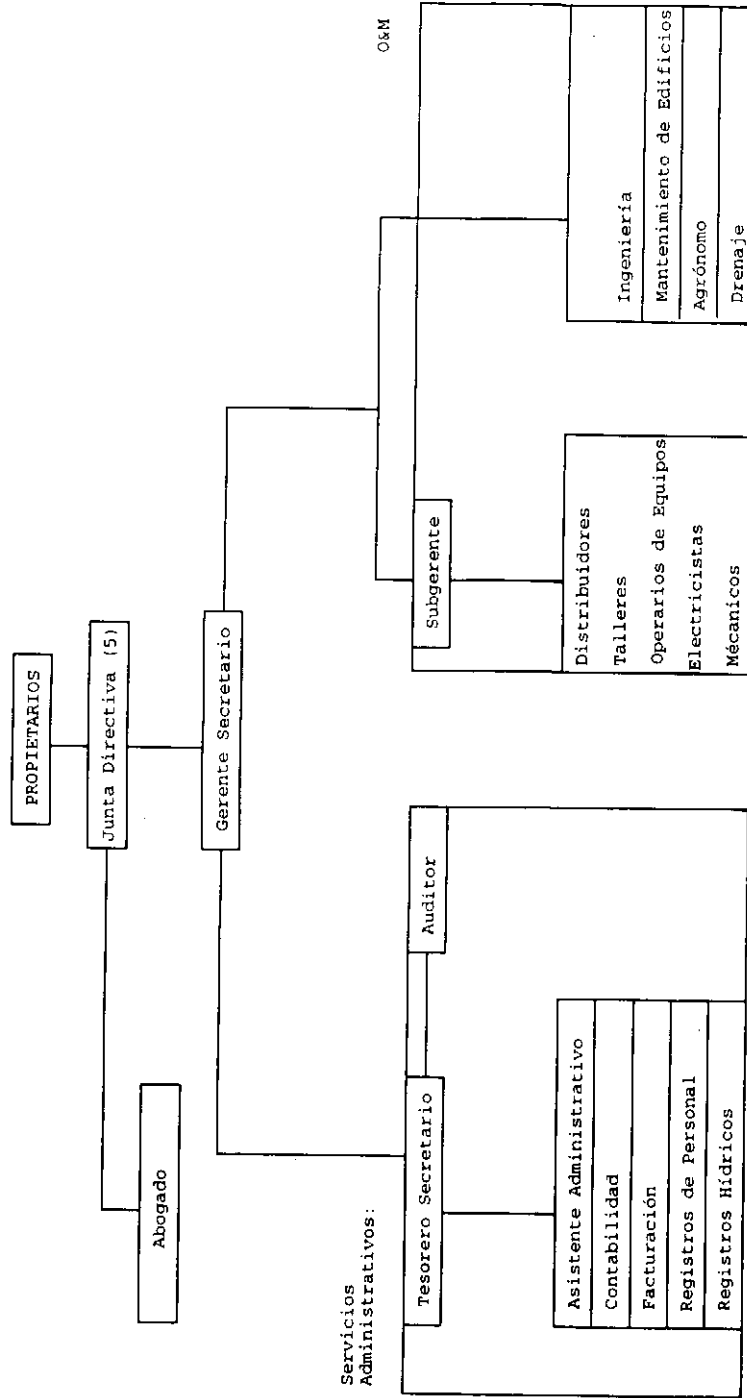 PROPIETARIOS
Junta Directiva (5)
Abogado
Gerente Secretario
Servicios
Administrativos:
Tesorero Secretario
Auditor
Asistente Administrativo
Contabilidad
Facturación
Registros de Personal
Registros Hídricos
O&M
Subgerente
Distribuidores
Talleres
Operarios de Equipos
Electricistas
Mécanicos
Ingeniería
Mantenimiento de Edificios
Agrónomo
Drenaje